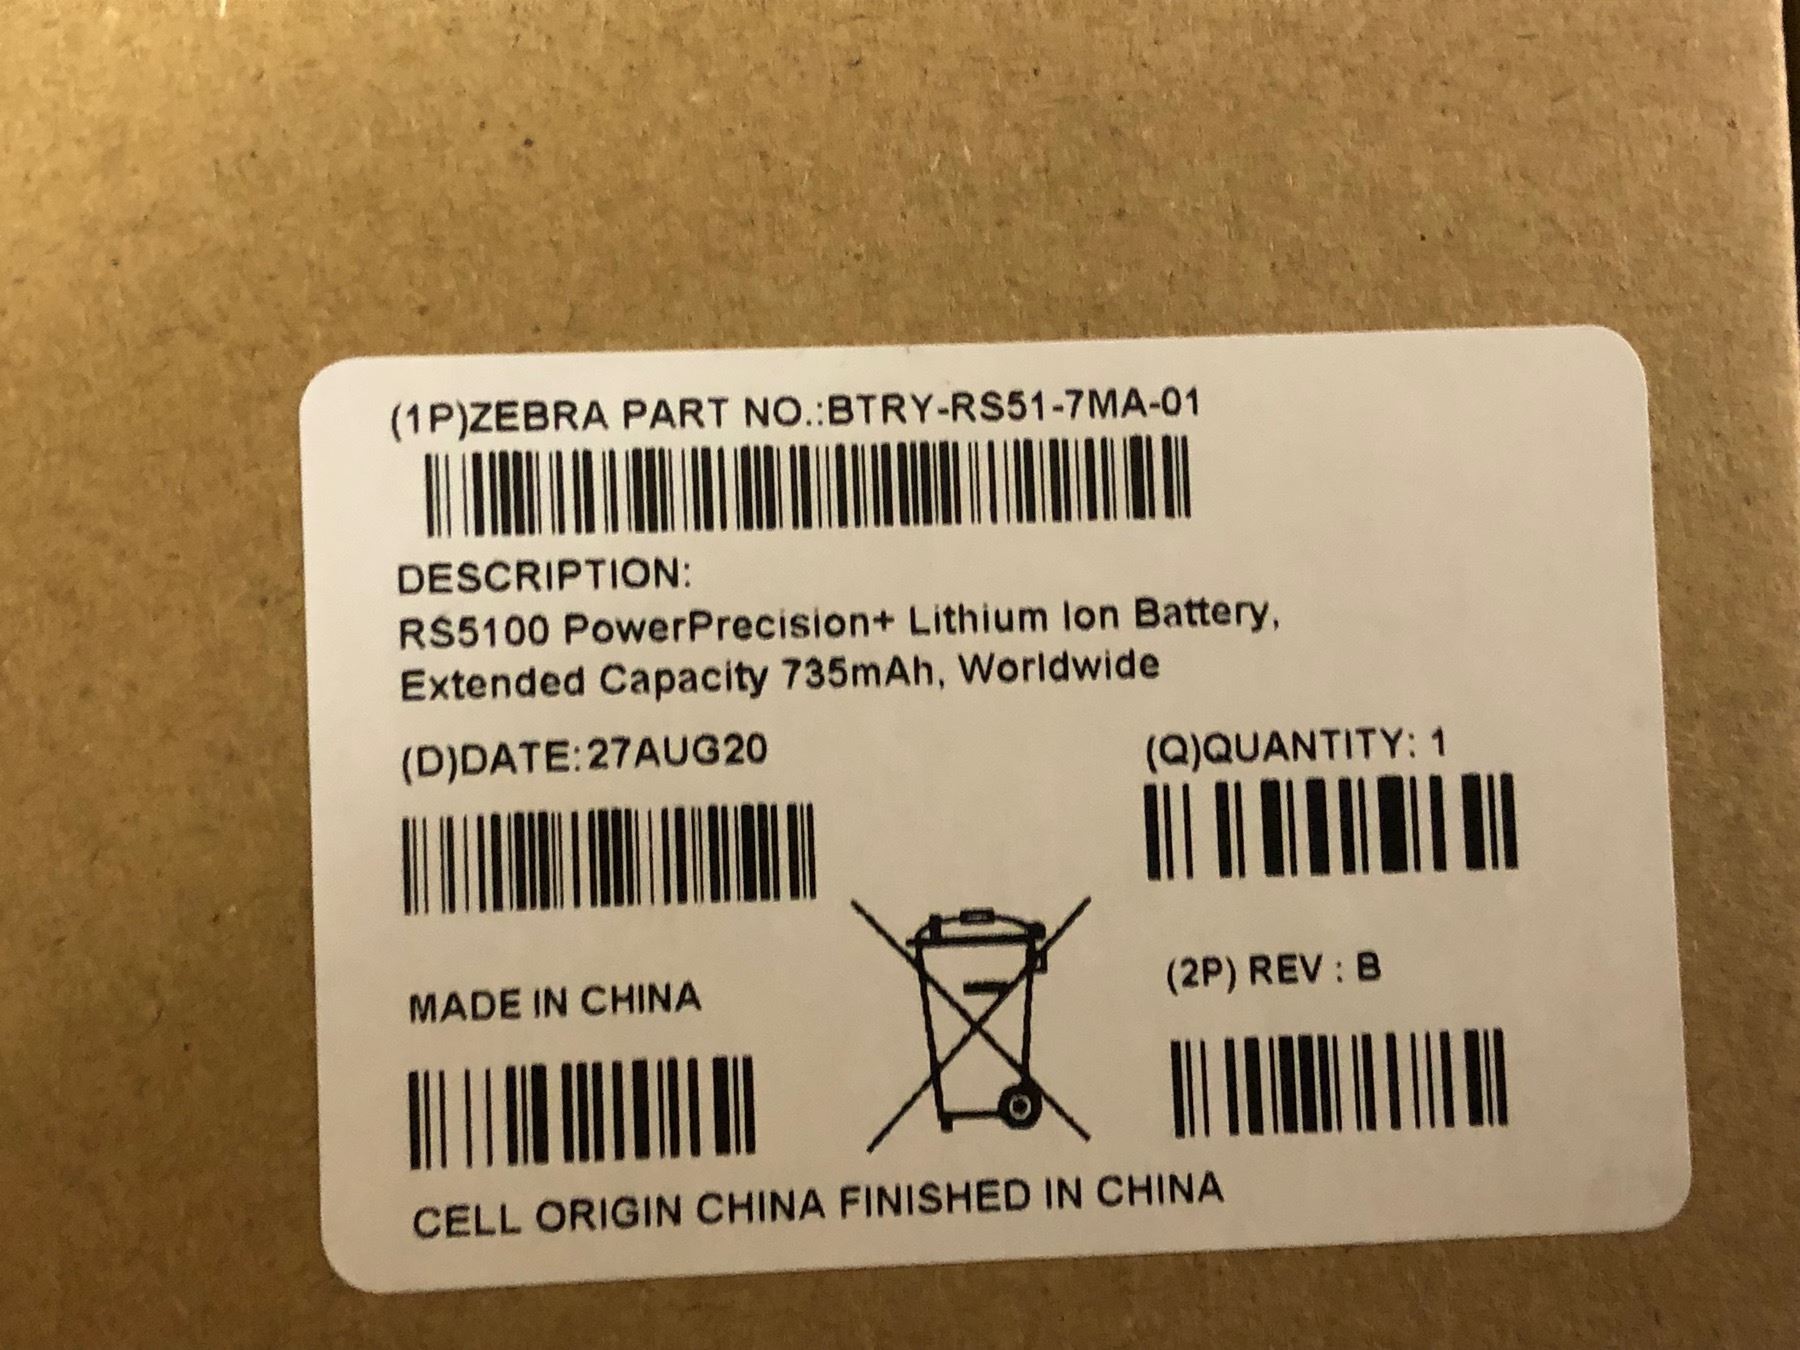 (1P)ZEBRA PART NO.:BTRY-RS51-7MA-01
DESCRIPTION:
RS5100 PowerPrecision+ Lithium Ion Battery,
Extended Capacity 735mAh, Worldwide
(D)DATE:27AUG20
(Q)QUANTITY: 1
(2P) REV : B
MADE IN CHINA
CELL ORIGIN CHINA FINISHED IN CHINA